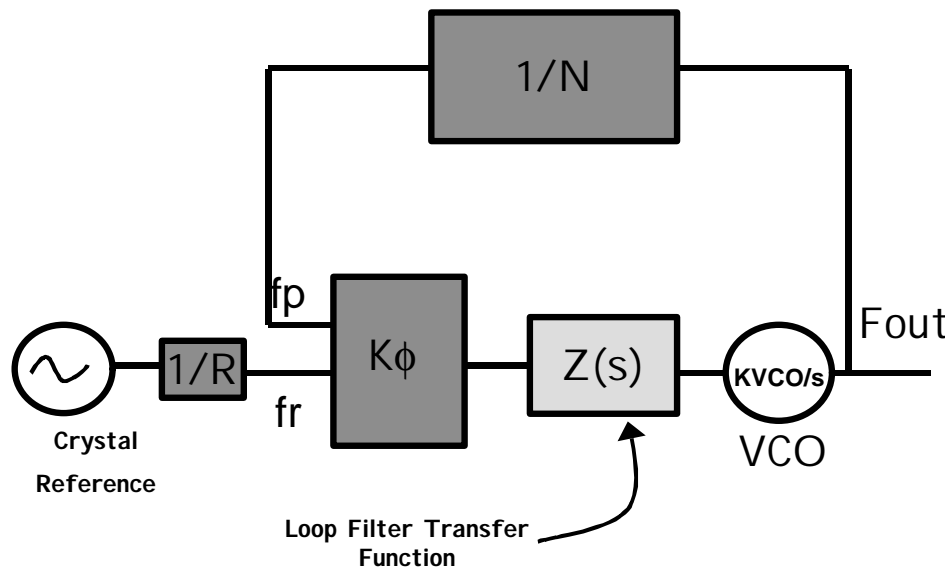 1/N
fp
Fout
1/R
Kϕ
Z(s)
KVCO/s
fr
VCO
Crystal
Reference
Loop Filter Transfer
Function